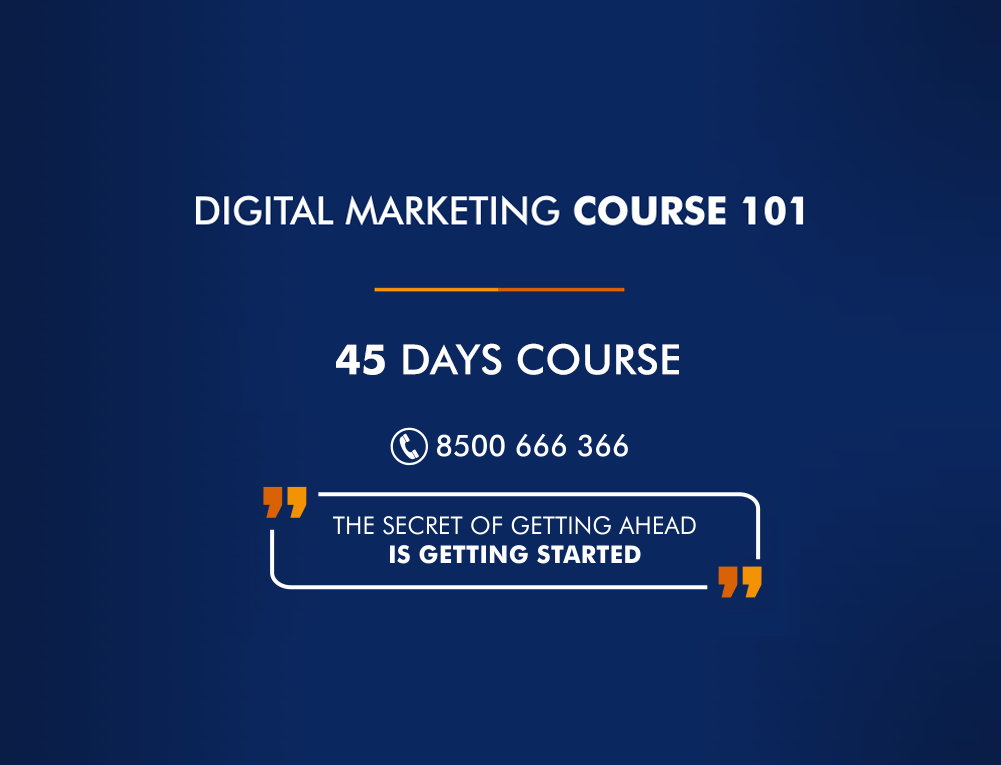 DIGITAL MARKETING COURSE 101
45 DAYS COURSE
8500 666 366
THE SECRET OF GETTING AHEAD
IS GETTING STARTED